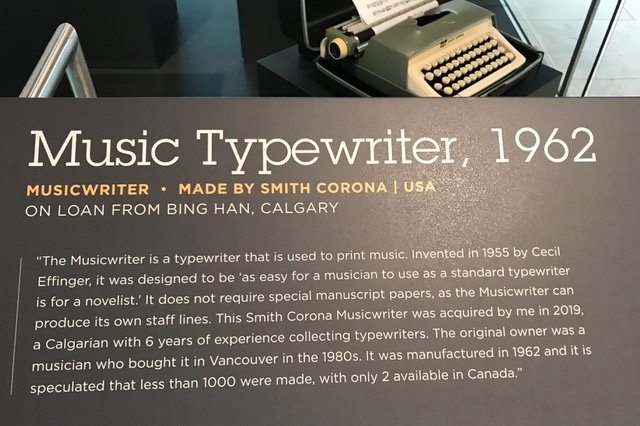 Music Typewriter, 1962
MUSICWRITER • MADE BY SMITH CORONA | USA
ON LOAN FROM BING HAN, CALGARY
“The Musicwriter is a typewriter that is used to print music. Invented in 1955 by Cecil
Effinger, it was designed to be ‘as easy for a musician to use as a standard typewriter
is for a novelist.’ It does not require special manuscript papers, as the Musicwriter can
produce its own staff lines. This Smith Corona Musicwriter was acquired by me in 2019,
a Calgarian with 6 years of experience collecting typewriters. The original owner was a
musician who bought it in Vancouver in the 1980s. It was manufactured in 1962 and it is
speculated that less than 1000 were made, with only 2 available in Canada.”